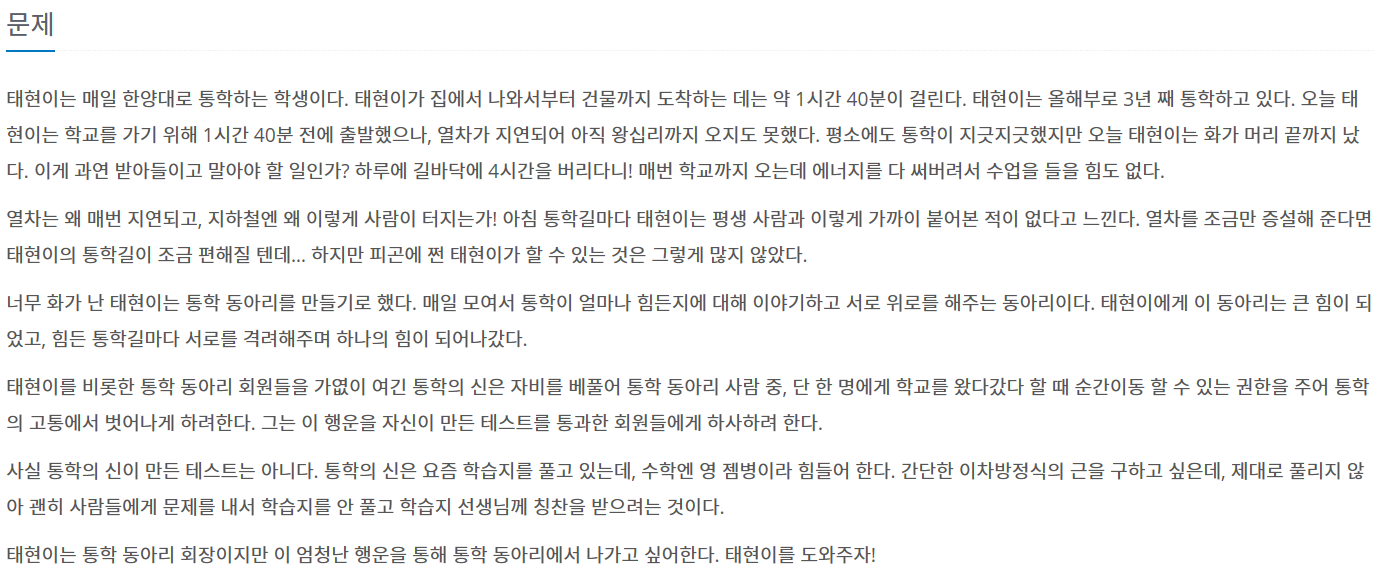 문제
태현이는 매일 한양대로 통학하는 학생이다. 태현이가 집에서 나와서부터 건물까지 도착하는 데는 약 1시간 40분이 걸린다. 태현이는 올해부로 3년 째 통학하고 있다. 오늘 태
현이는 학교를 가기 위해 1시간 40분 전에 출발했으나, 열차가 지연되어 아직 왕십리까지 오지도 못했다. 평소에도 통학이 지긋지긋했지만 오늘 태현이는 화가 머리 끝까지 났
다. 이게 과연 받아들이고 말아야 할 일인가? 하루에 길바닥에 4시간을 버리다니! 매번 학교까지 오는데 에너지를 다 써버려서 수업을 들을 힘도 없다.
열차는 왜 매번 지연되고, 지하철엔 왜 이렇게 사람이 터지는가! 아침 통학길마다 태현이는 평생 사람과 이렇게 가까이 붙어본 적이 없다고 느낀다. 열차를 조금만 증설해 준다면
태현이의 통학길이 조금 편해질 텐데... 하지만 피곤에 쩐 태현이가 할 수 있는 것은 그렇게 많지 않았다.
너무 화가 난 태현이는 통학 동아리를 만들기로 했다. 매일 모여서 통학이 얼마나 힘든지에 대해 이야기하고 서로 위로를 해주는 동아리이다. 태현이에게 이 동아리는 큰 힘이 되
었고, 힘든 통학길마다 서로를 격려해주며 하나의 힘이 되어나갔다.
태현이를 비롯한 통학 동아리 회원들을 가엾이 여긴 통학의 신은 자비를 베풀어 통학 동아리 사람 중, 단 한 명에게 학교를 왔다갔다 할 때 순간이동 할 수 있는 권한을 주어 통학
의 고통에서 벗어나게 하려한다. 그는 이 행운을 자신이 만든 테스트를 통과한 회원들에게 하사하려 한다.
사실 통학의 신이 만든 테스트는 아니다. 통학의 신은 요즘 학습지를 풀고 있는데, 수학엔 영 젬병이라 힘들어 한다. 간단한 이차방정식의 근을 구하고 싶은데, 제대로 풀리지 않
아 괜히 사람들에게 문제를 내서 학습지를 안 풀고 학습지 선생님께 칭찬을 받으려는 것이다.
태현이는 통학 동아리 회장이지만 이 엄청난 행운을 통해 통학 동아리에서 나가고 싶어한다. 태현이를 도와주자!